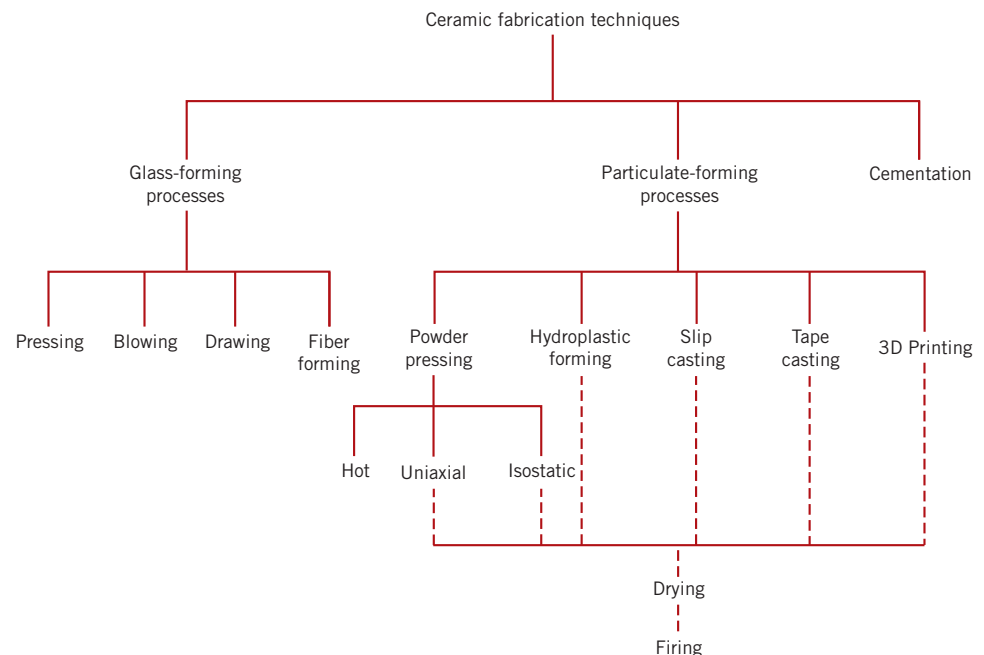 Ceramic fabrication techniques
Glass-forming
processes
Particulate-forming
processes
Cementation
Pressing
Blowing
Drawing
Fiber
forming
Powder
pressing
Hydroplastic
forming
Slip
casting
Tape
casting
3D Printing
Hot
Uniaxial
Isostatic
Drying
Firing